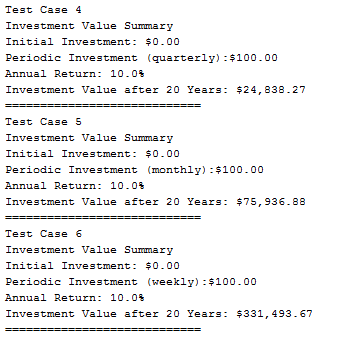 Test Case 4
Investment Value Summary
Initial Investment: $0.00
Periodic Investment (quarterly):$100.00
Annual Return: 10.0%
Investment Value after 20 Years: $24,838.27
============================
Test Case 5
Investment Value Summary
Initial Investment: $0.00
Periodic Investment (monthly):$100.00
Annual Return: 10.0%
Investment Value after 20 Years: $75,936.88
============================
Test Case 6
Investment Value Summary
Initial Investment: $0.00
Periodic Investment (weekly):$100.00
Annual Return: 10.0%
Investment Value after 20 Years: $331,493.67
============================